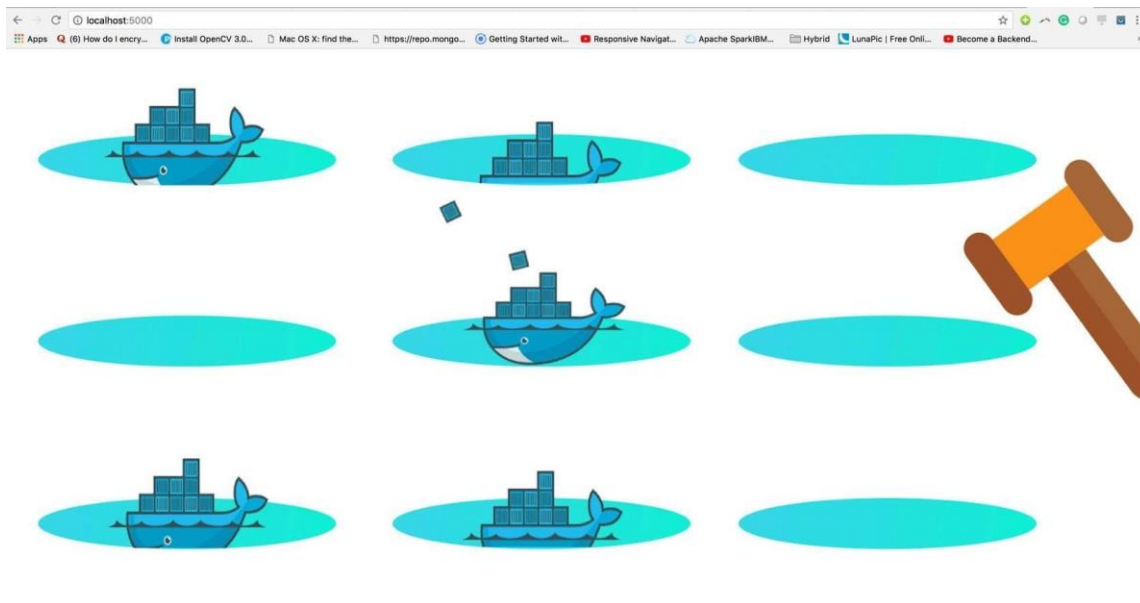 localhost:5000
Apps (6) How do I encry... Install OpenCV 3.0... Mac OS X: find the... https://repo.mongo... Getting Started wit... Responsive Navigat... Apache SparkIBM... Hybrid LunaPic | Free Onli... Become a Backend...